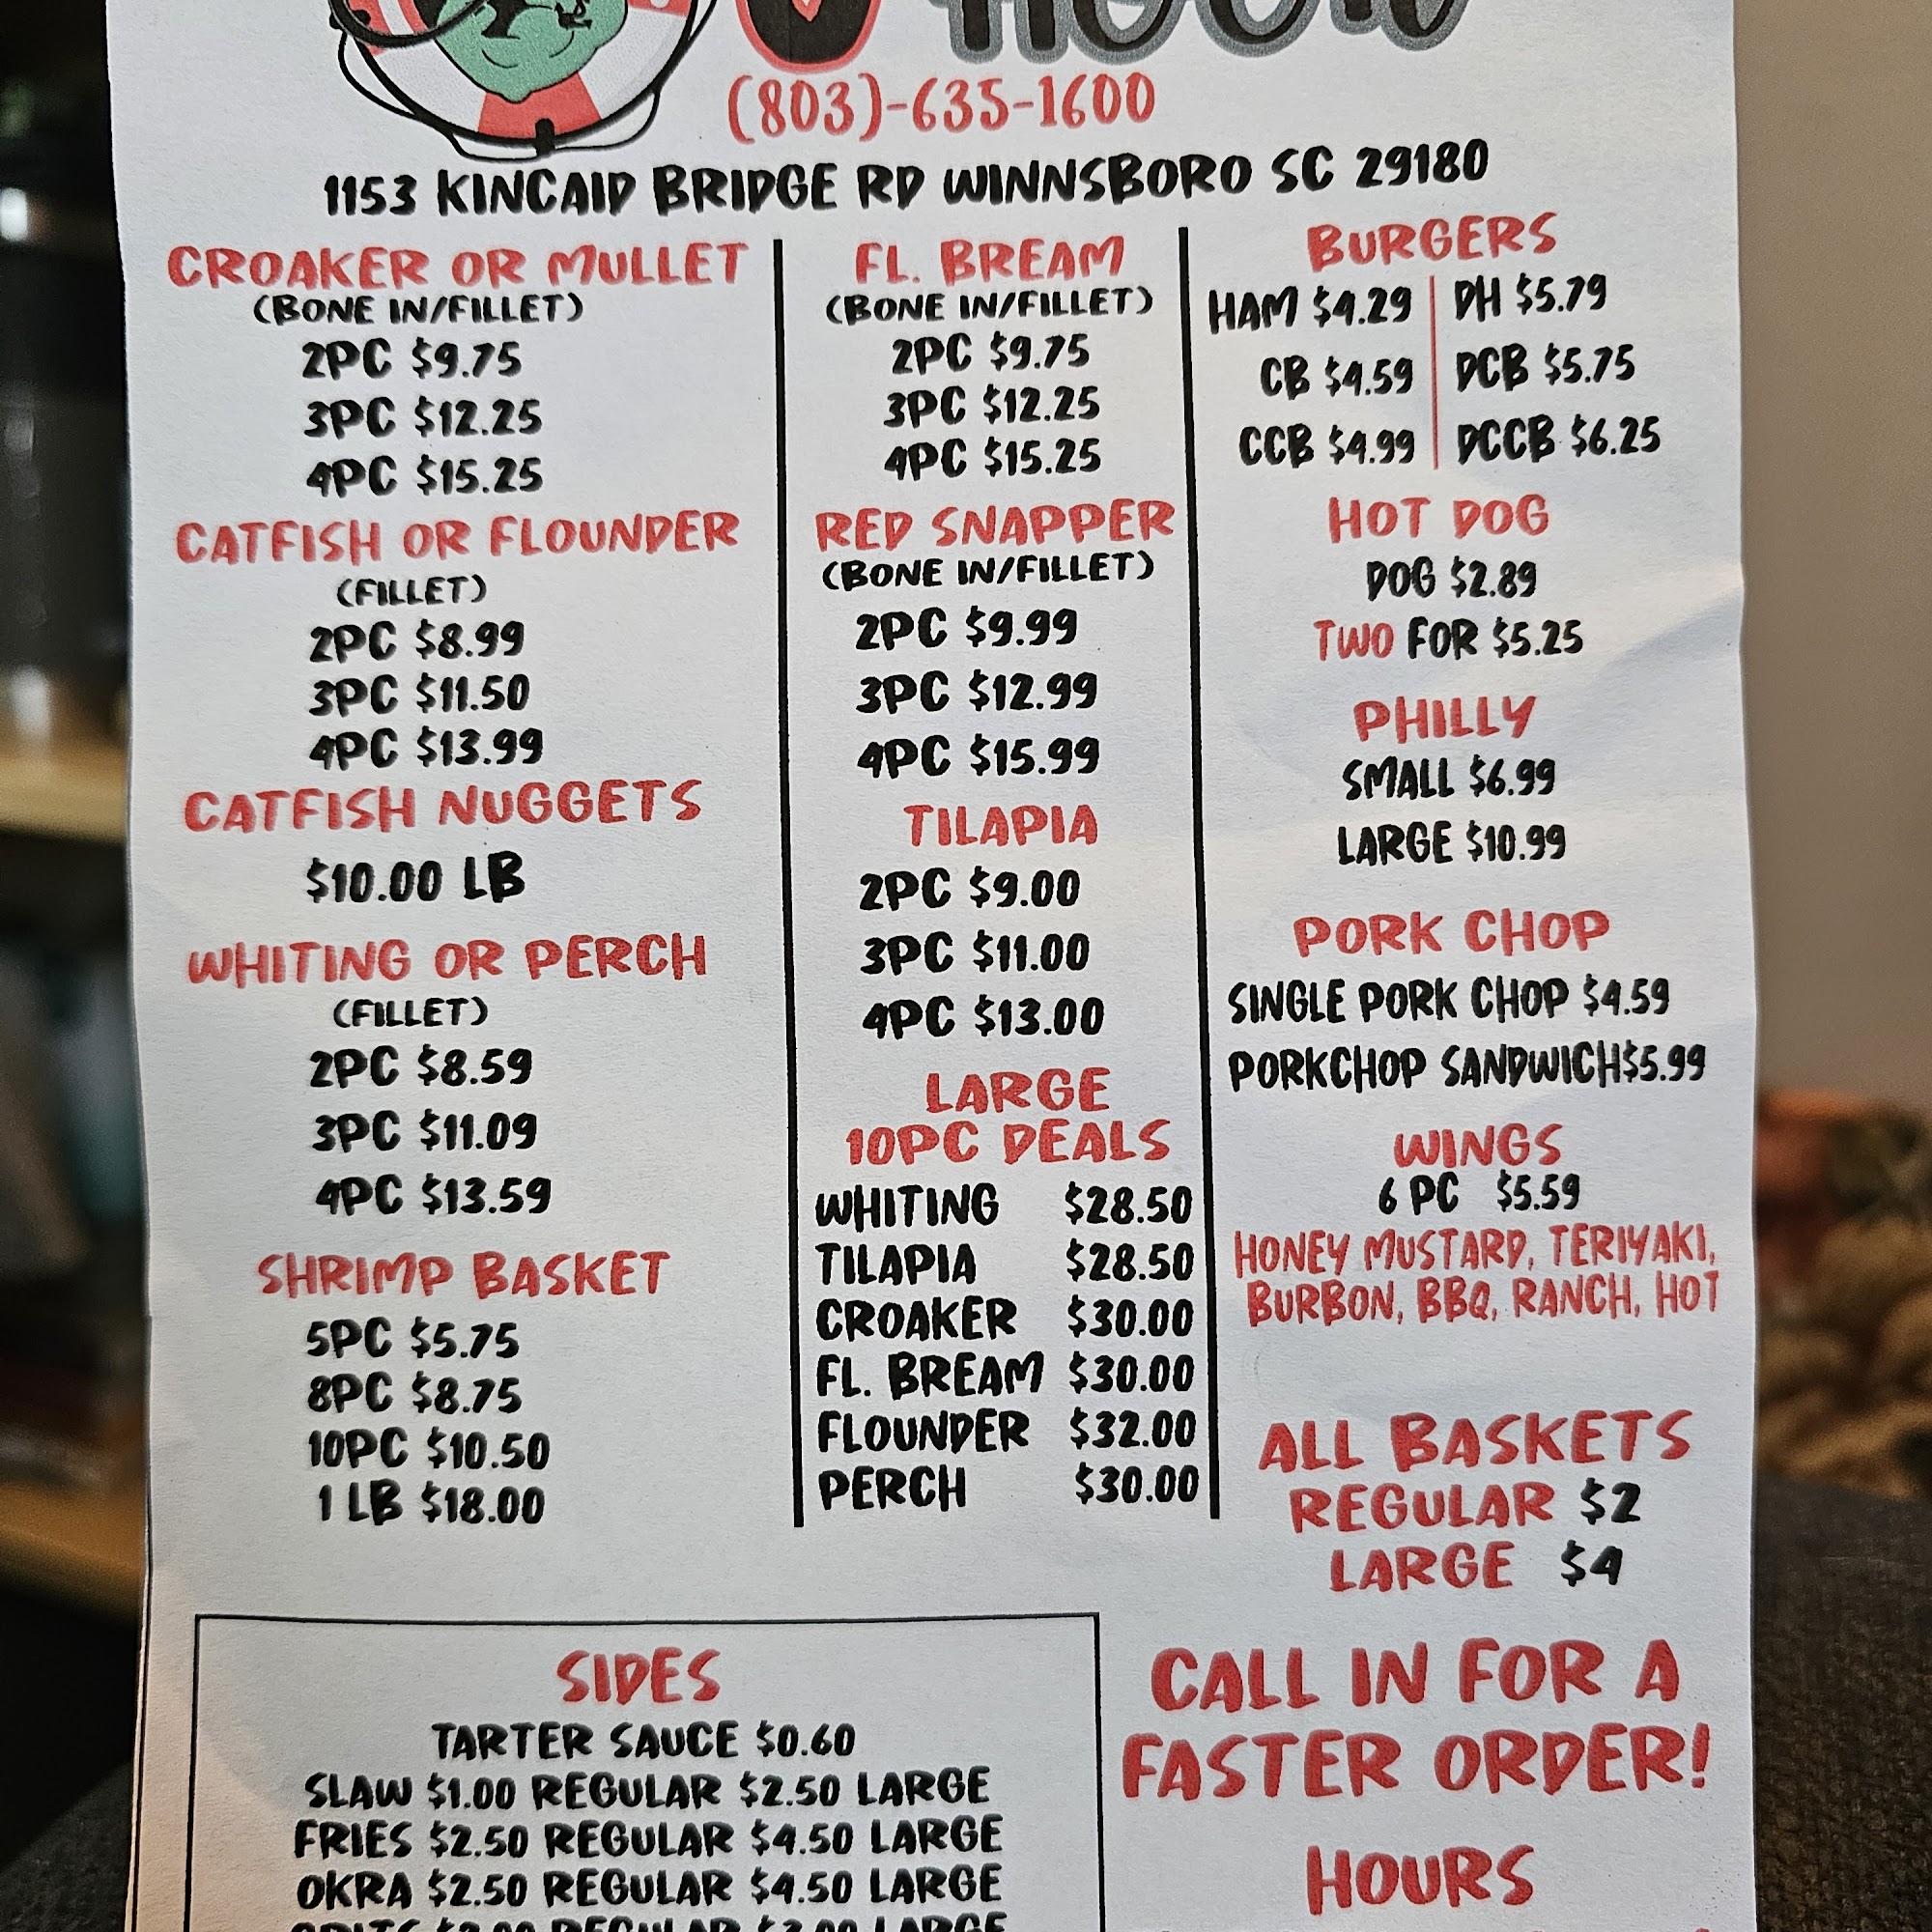 HOOK
(803)-635-1600
1153 KINCAID BRIDGE RD WINNSBORO SC 29180
CROAKER OR MULLET
(BONE IN/FILLET)
2PC $9.75
3PC $12.25
4PC $15.25
CATFISH OR FLOUNDER
(FILLET)
2PC $8.99
3PC $11.50
4PC $13.99
CATFISH NUGGETS
$10.00 LB
WHITING OR PERCH
(FILLET)
2PC $8.59
3PC $11.09
4PC $13.59
SHRIMP BASKET
5PC $5.75
8PC $8.75
10PC $10.50
1 LB $18.00
FL. BREAM
(BONE IN/FILLET)
2PC $9.75
3PC $12.25
4PC $15.25
RED SNAPPER
(BONE IN/FILLET)
2PC $9.99
3PC $12.99
4PC $15.99
TILAPIA
2PC $9.00
3PC $11.00
4PC $13.00
LARGE
10PC DEALS
WHITING $28.50
TILAPIA $28.50
CROAKER $30.00
FL. BREAM $30.00
FLOUNDER $32.00
PERCH $30.00
BURGERS
HAM $4.29 DH $5.79
CB $4.59 DCB $5.75
CCB $4.99 DCCB $6.25
HOT DOG
DOG $2.89
TWO FOR $5.25
PHILLY
SMALL $6.99
LARGE $10.99
PORK CHOP
SINGLE PORK CHOP $4.59
PORKCHOP SANDWICH$5.99
WINGS
6 PC $5.59
HONEY MUSTARD, TERIYAKI,
BURBON, BBQ, RANCH, HOT
ALL BASKETS
REGULAR $2
LARGE $4
SIDES
TARTER SAUCE $0.60
SLAW $1.00 REGULAR $2.50 LARGE
FRIES $2.50 REGULAR $4.50 LARGE
OKRA $2.50 REGULAR $4.50 LARGE
REGULAR LARGE
CALL IN FOR A
FASTER ORDER!
HOURS